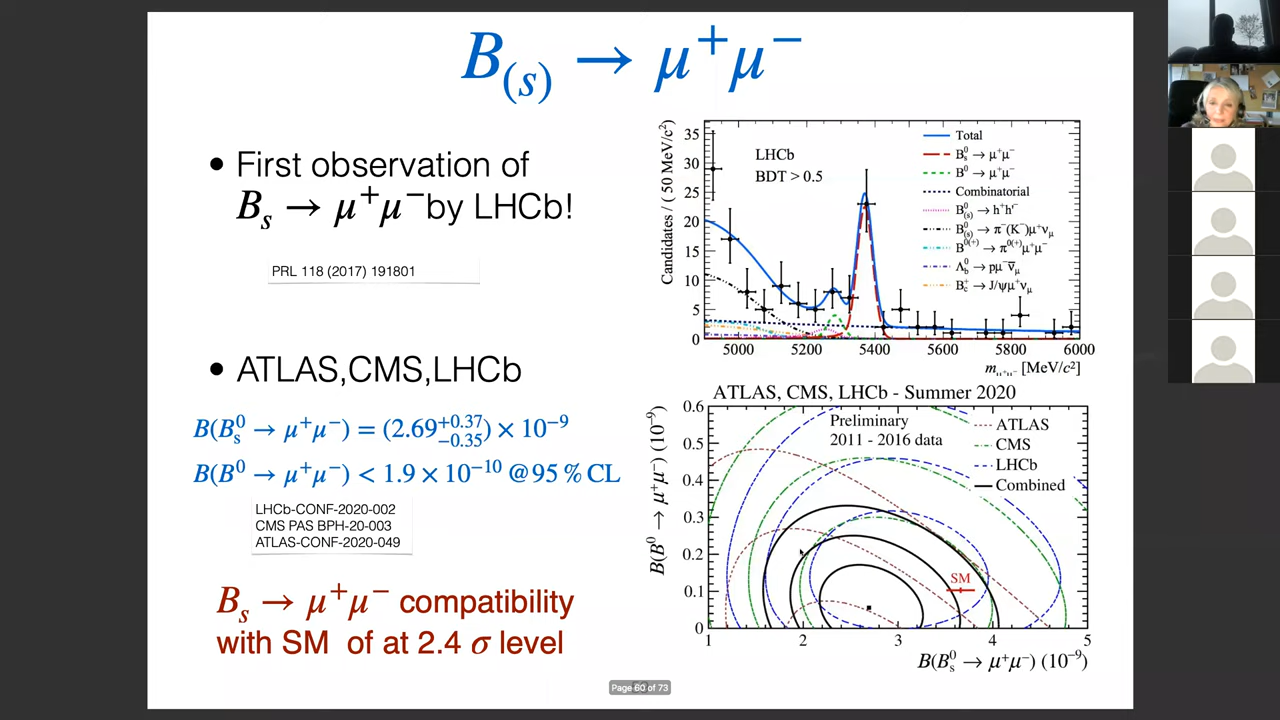 B(s) → μ+μ−
• First observation of
Bs → μ+μ− by LHCb!
PRL 118 (2017) 191801
• ATLAS,CMS,LHCb
B(B0s → μ+μ−) = (2.69+0.37−0.35) × 10−9
B(B0 → μ+μ−) < 1.9 × 10−10 @95 % CL
LHCb-CONF-2020-002
CMS PAS BPH-20-003
ATLAS-CONF-2020-049
Bs → μ+μ− compatibility
with SM of at 2.4 σ level
Candidates / ( 50 MeV/c2)
35
30
25
20
15
10
5
0
LHCb
BDT > 0.5
Total
B0s → μ+μ−
B0 → μ+μ−
Combinatorial
B0(s) → h+h′−
B0(s) → π−(K−)μ+νμ
B0(+) → π0(+)μ+μ−
Λ0b → pμ−ν̄μ
B+c → J/ψμ+νμ
5000 5200 5400 5600 5800 6000
mμ+μ− [MeV/c2]
ATLAS, CMS, LHCb - Summer 2020
B(B0 → μ+μ−) (10−9)
0.6
0.5
0.4
0.3
0.2
0.1
0
Preliminary
2011 - 2016 data
ATLAS
CMS
LHCb
Combined
SM
1 2 3 4 5
B(B0s → μ+μ−) (10−9)
Page 60 of 73